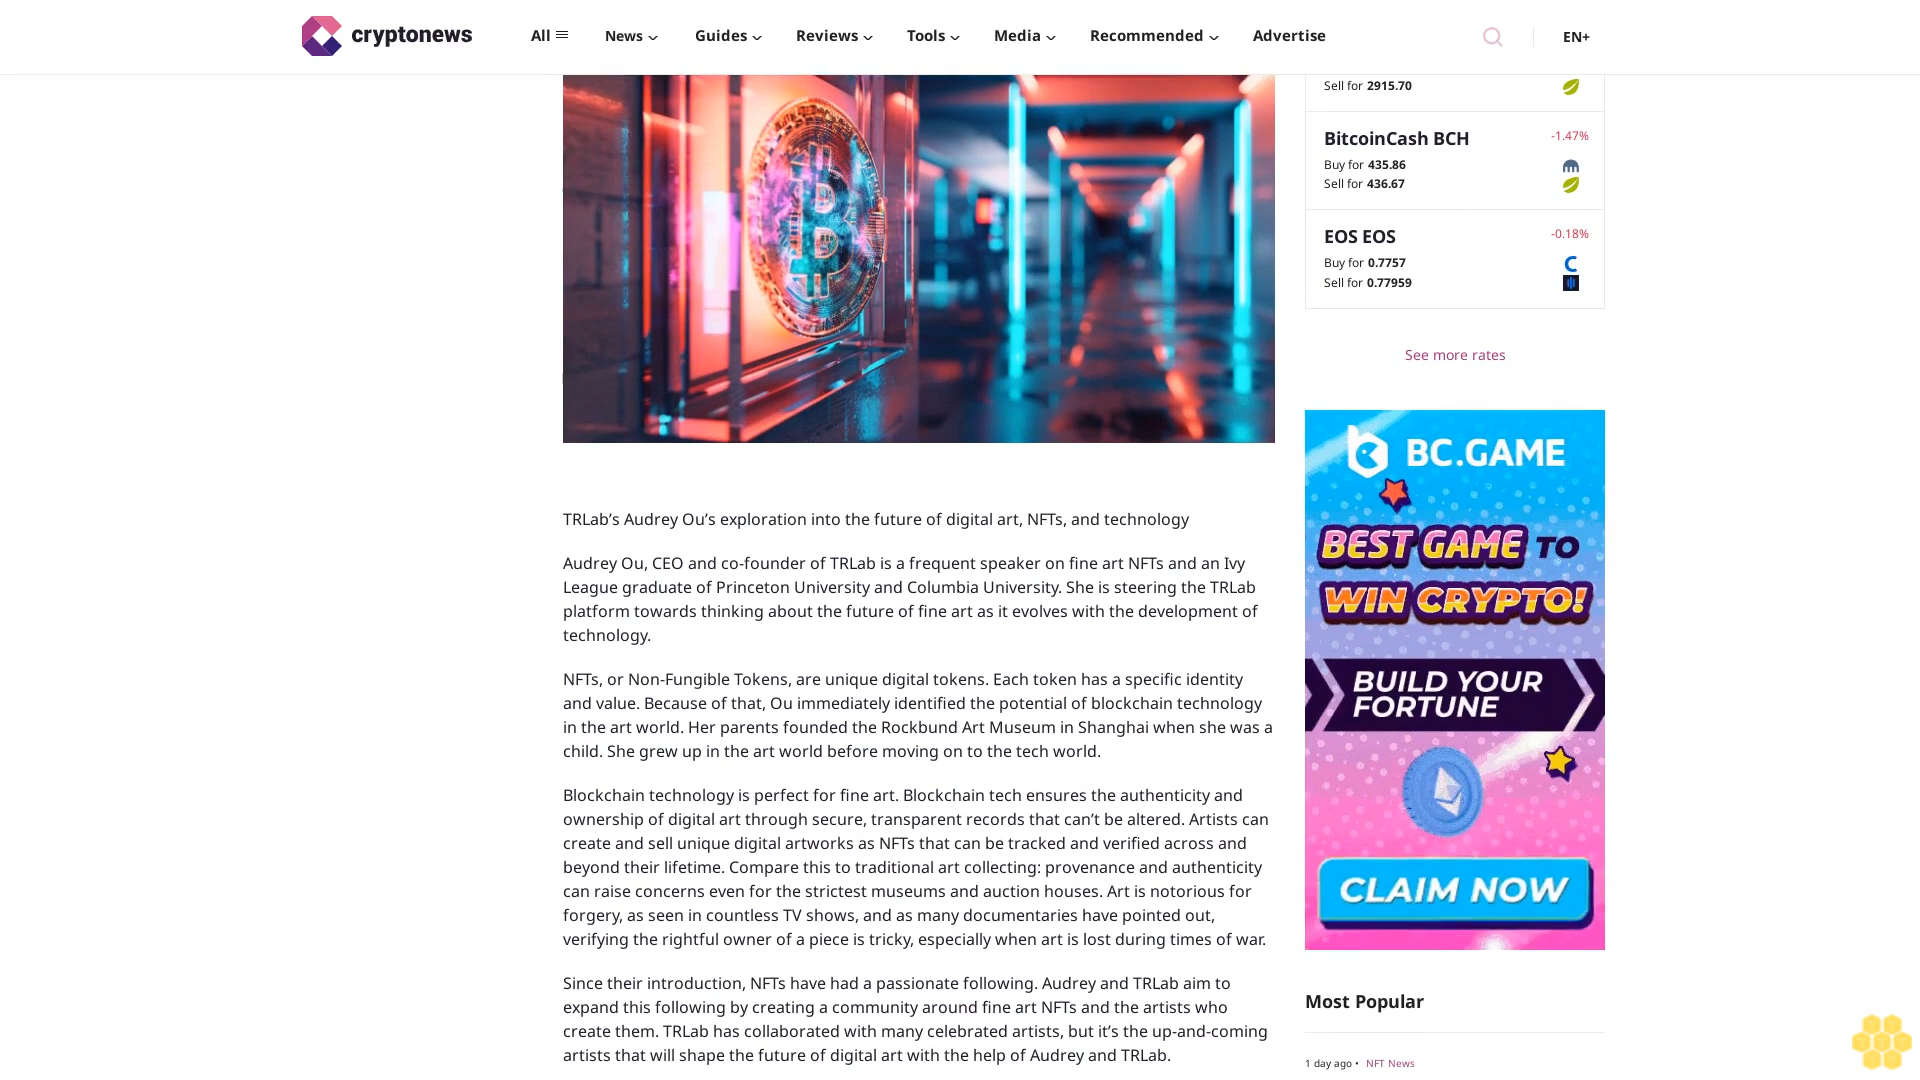 cryptonews
All
News
Guides
Reviews
Tools
Media
Recommended
Advertise
EN+
TRLab’s Audrey Ou’s exploration into the future of digital art, NFTs, and technology
Audrey Ou, CEO and co-founder of TRLab is a frequent speaker on fine art NFTs and an Ivy
League graduate of Princeton University and Columbia University. She is steering the TRLab
platform towards thinking about the future of fine art as it evolves with the development of
technology.
NFTs, or Non-Fungible Tokens, are unique digital tokens. Each token has a specific identity
and value. Because of that, Ou immediately identified the potential of blockchain technology
in the art world. Her parents founded the Rockbund Art Museum in Shanghai when she was a
child. She grew up in the art world before moving on to the tech world.
Blockchain technology is perfect for fine art. Blockchain tech ensures the authenticity and
ownership of digital art through secure, transparent records that can’t be altered. Artists can
create and sell unique digital artworks as NFTs that can be tracked and verified across and
beyond their lifetime. Compare this to traditional art collecting: provenance and authenticity
can raise concerns even for the strictest museums and auction houses. Art is notorious for
forgery, as seen in countless TV shows, and as many documentaries have pointed out,
verifying the rightful owner of a piece is tricky, especially when art is lost during times of war.
Since their introduction, NFTs have had a passionate following. Audrey and TRLab aim to
expand this following by creating a community around fine art NFTs and the artists who
create them. TRLab has collaborated with many celebrated artists, but it’s the up-and-coming
artists that will shape the future of digital art with the help of Audrey and TRLab.
Sell for 2915.70
BitcoinCash BCH
-1.47%
Buy for 435.86
Sell for 436.67
EOS EOS
-0.18%
Buy for 0.7757
Sell for 0.77959
See more rates
BC.GAME
BEST GAME TO
WIN CRYPTO!
BUILD YOUR
FORTUNE
CLAIM NOW
Most Popular
1 day ago • NFT News